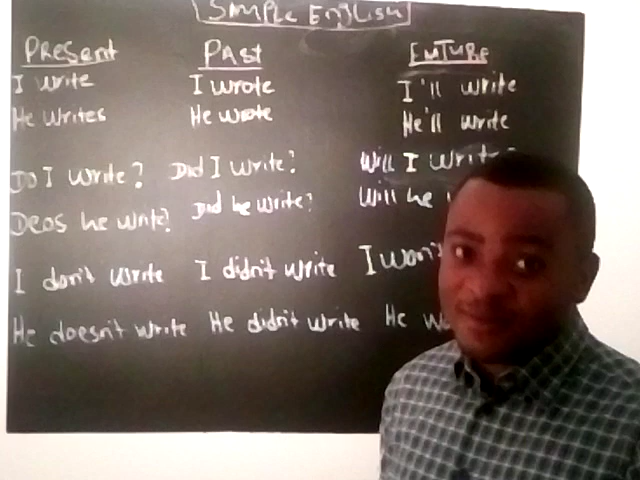 SIMPLE ENGLISH
PRESENT PAST FUTURE
I write I wrote I'll write
He writes He wrote He'll write
Do I write? Did I write? Will I write?
Deos he write? Did he write? Will he
I don't write I didn't write I won't
He doesn't write He didn't write He